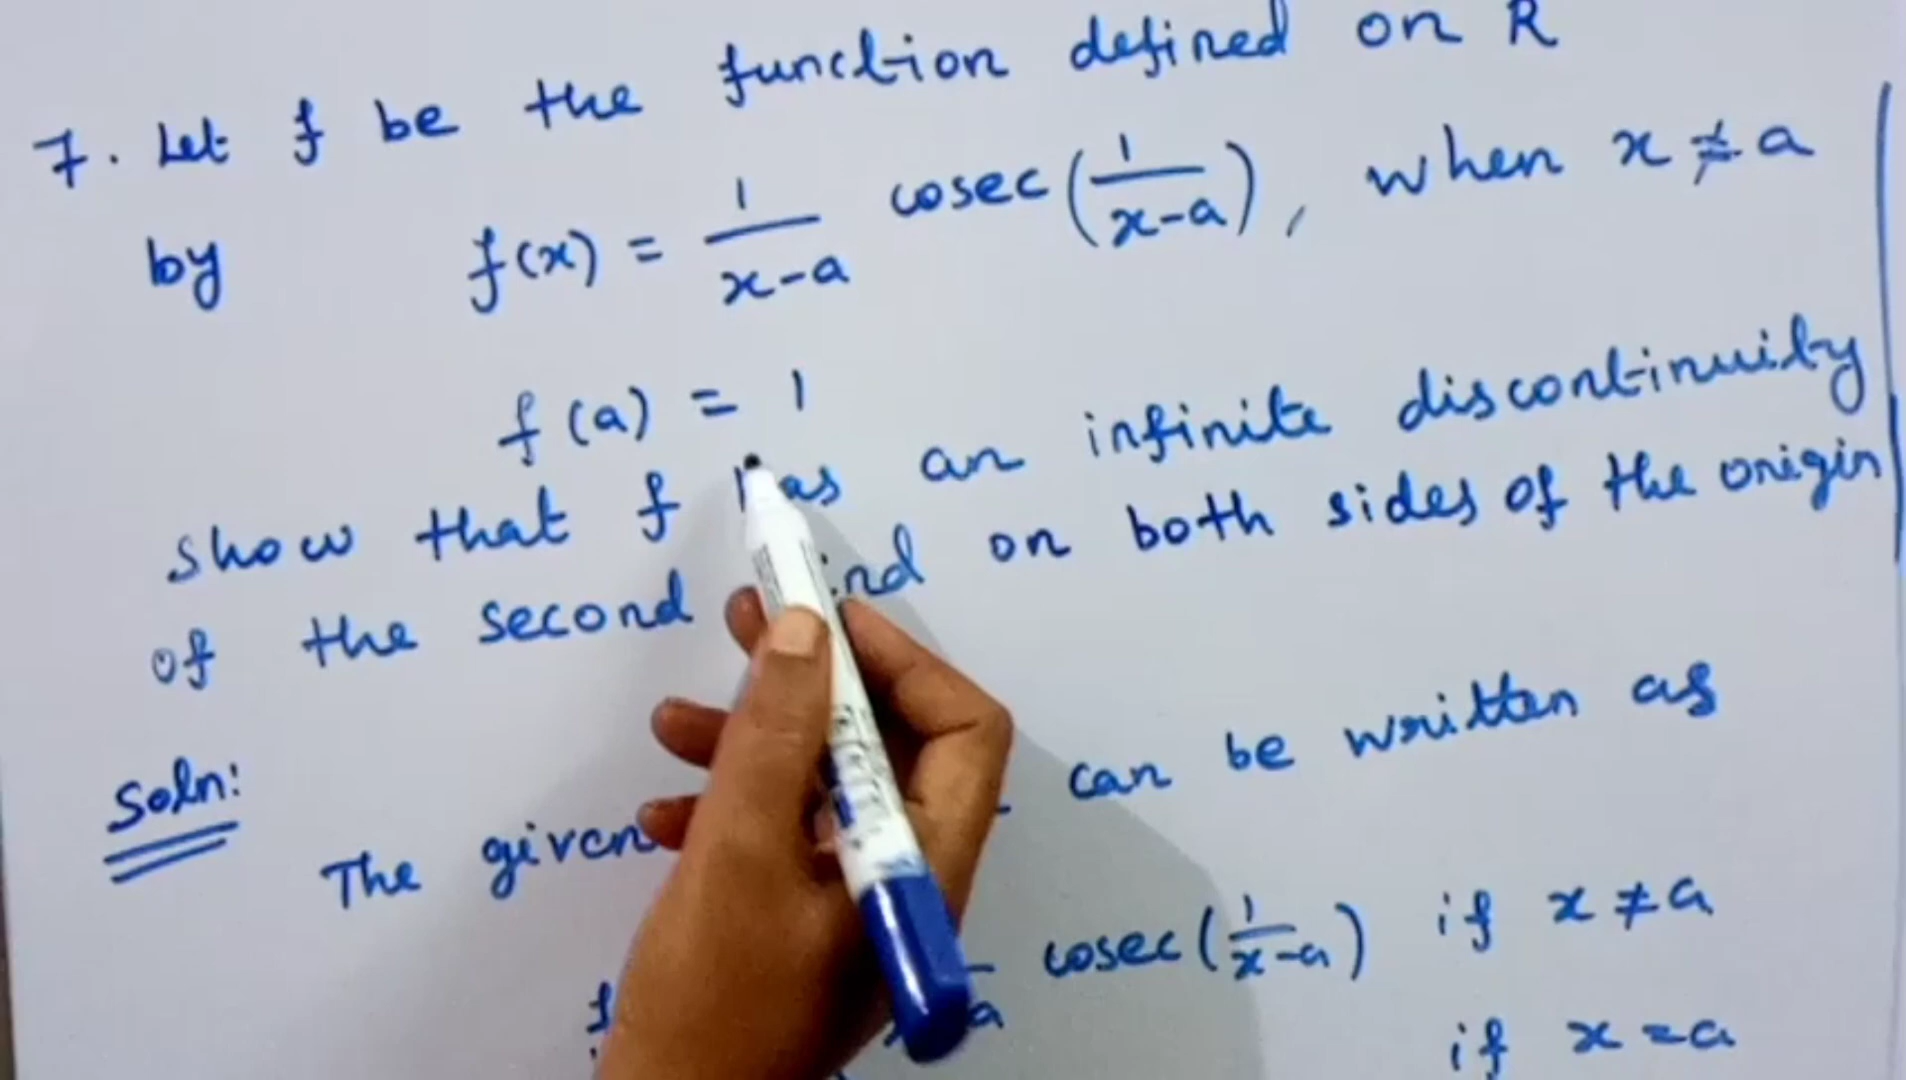 7. Let f be the function defined on R
by f(x) = 1/(x-a) cosec(1/(x-a)), when x ≠ a
f(a) = 1
show that f has an infinite discontinuity
of the second kind on both sides of the origin
Soln:
The given can be written as
cosec(1/(x-a)) if x ≠ a
if x = a